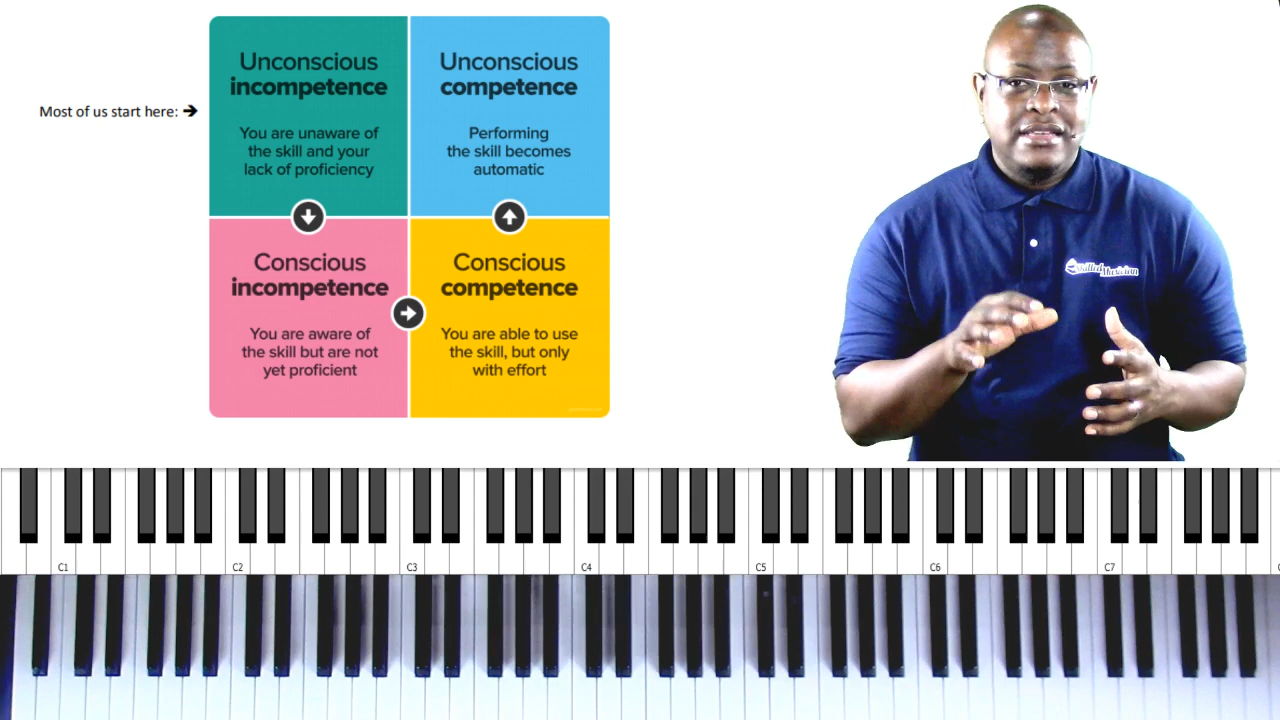 Most of us start here: ➔
Unconscious
incompetence
You are unaware of
the skill and your
lack of proficiency
Unconscious
competence
Performing
the skill becomes
automatic
Conscious
incompetence
You are aware of
the skill but are not
yet proficient
Conscious
competence
You are able to use
the skill, but only
with effort
Skilled Musician
C1 C2 C3 C4 C5 C6 C7